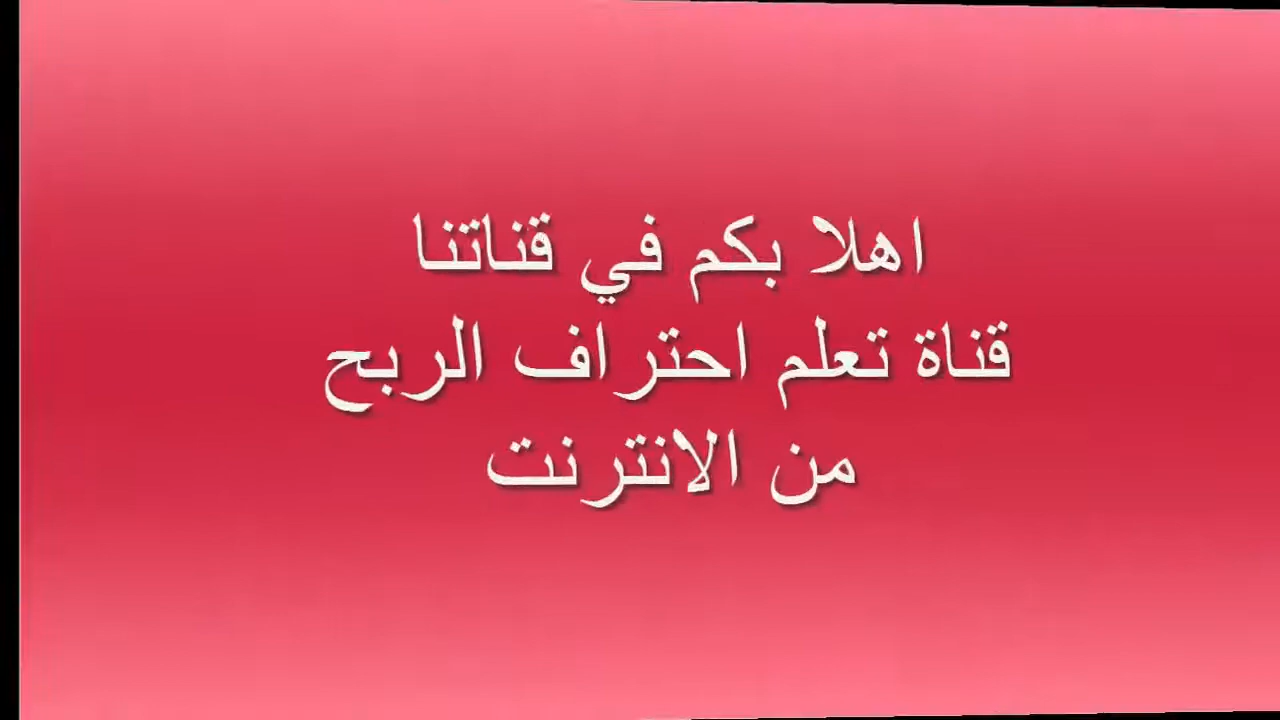 اهلا بكم في قناتنا
قناة تعلم احتراف الربح
من الانترنت